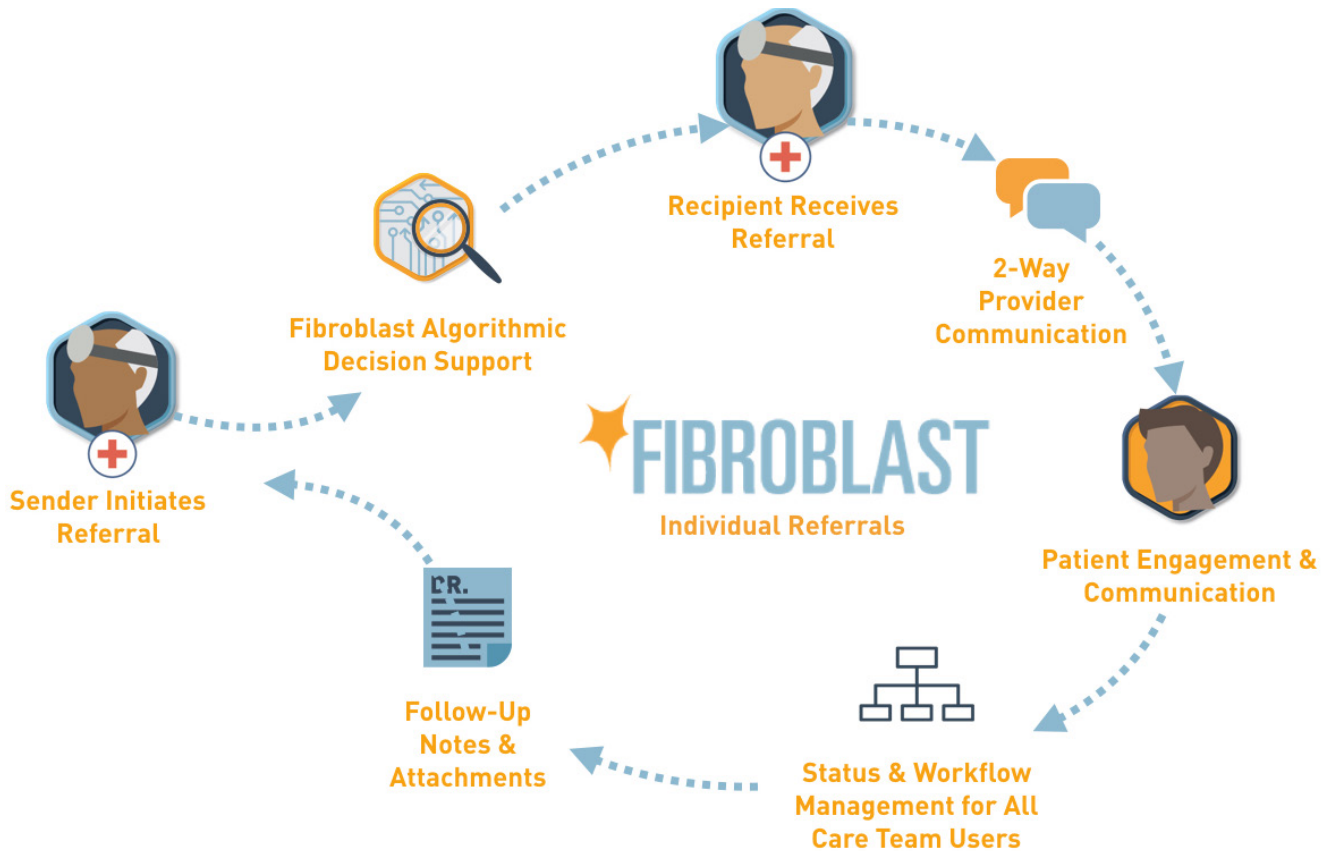 Recipient Receives
Referral
2-Way
Provider
Communication
Fibroblast Algorithmic
Decision Support
FIBROBLAST
Individual Referrals
Sender Initiates
Referral
Patient Engagement &
Communication
DR.
Follow-Up
Notes &
Attachments
Status & Workflow
Management for All
Care Team Users